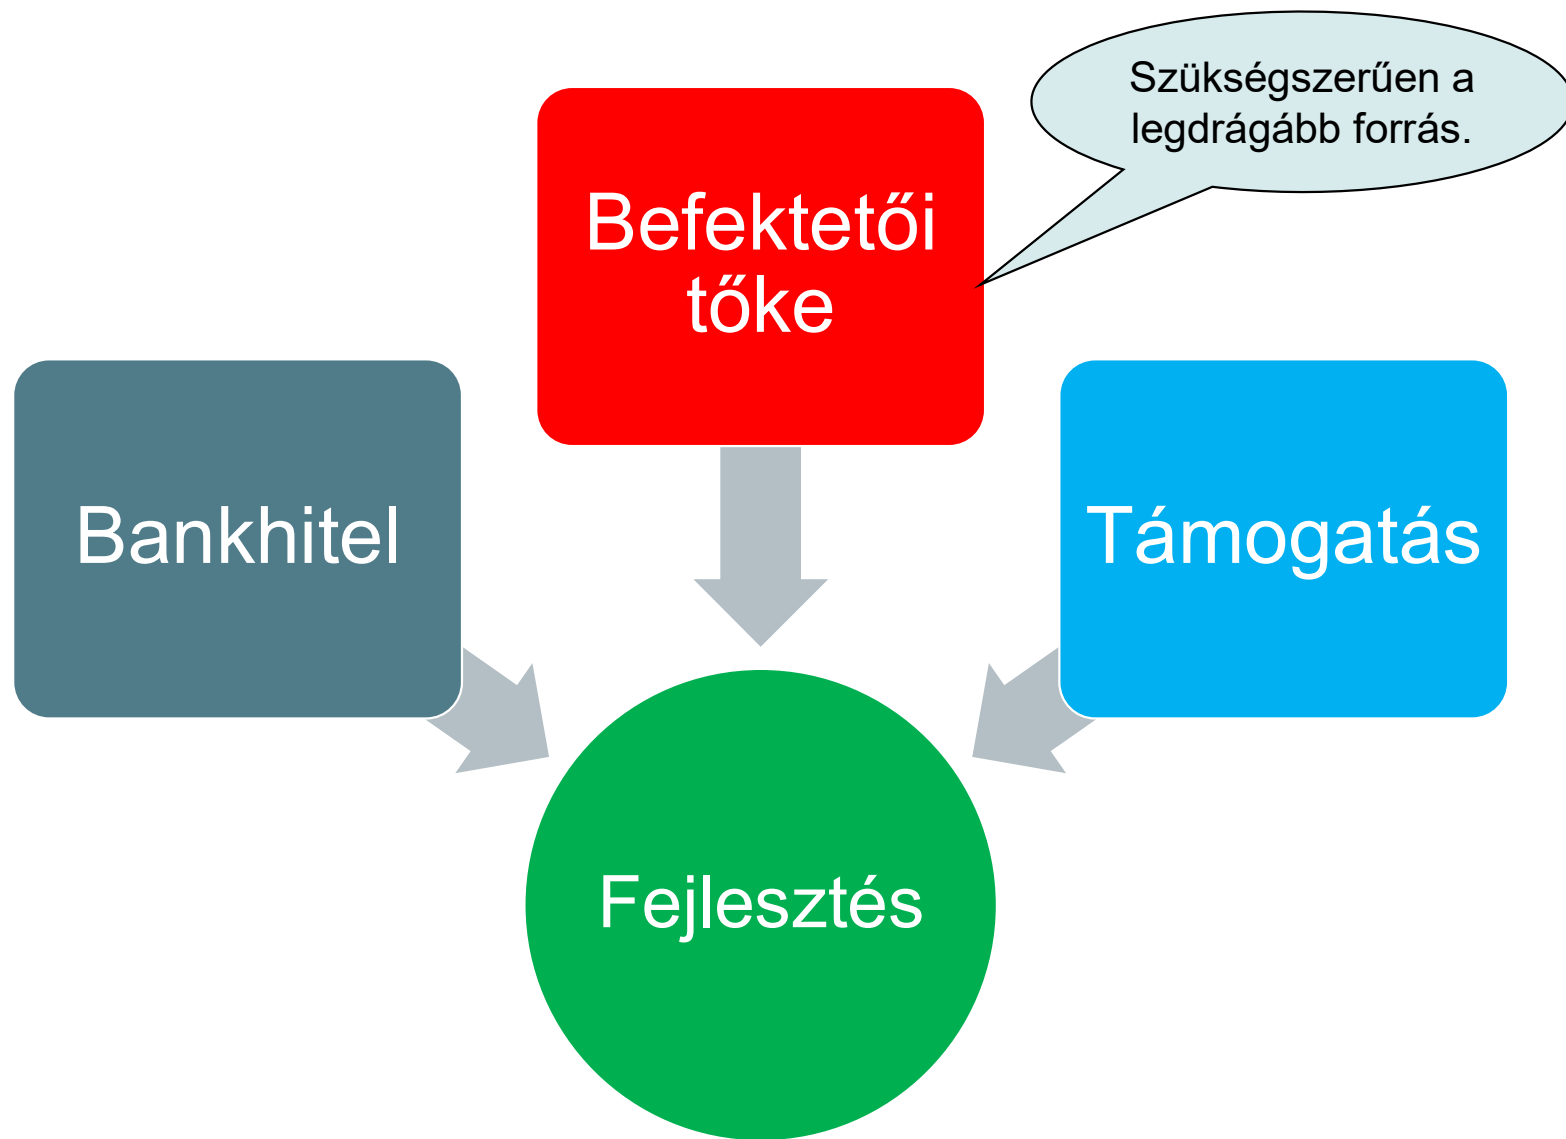 Szükségszerűen a
legdrágább forrás.
Befektetői
tőke
Bankhitel
Támogatás
Fejlesztés